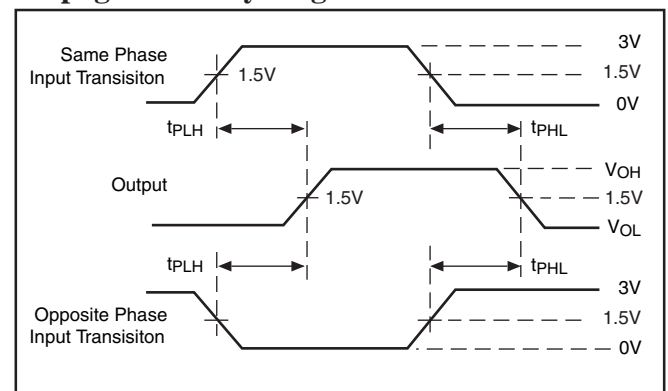 Same Phase
Input Transisiton
1.5V
3V
1.5V
0V
tPLH
tPHL
Output
1.5V
VOH
1.5V
VOL
tPLH
tPHL
Opposite Phase
Input Transisiton
3V
1.5V
0V